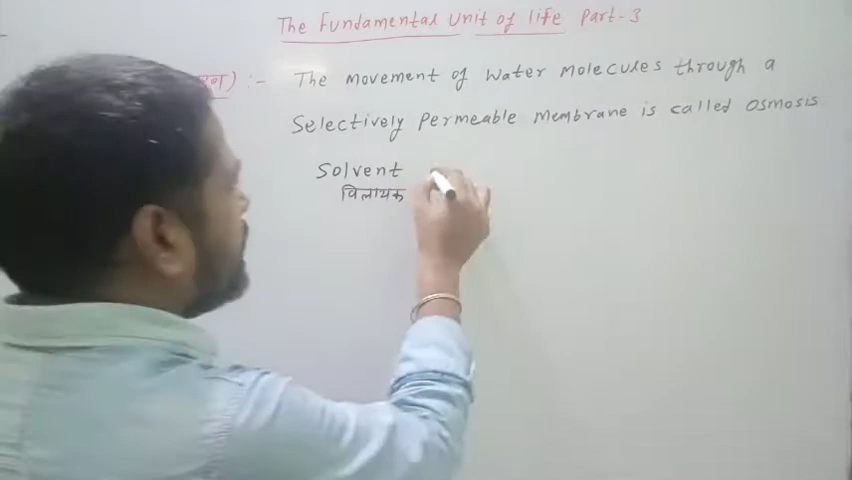 The Fundamental Unit of life Part-3
:- The movement of water molecules through a
Selectively Permeable membrane is called osmosis
Solvent
विलायक